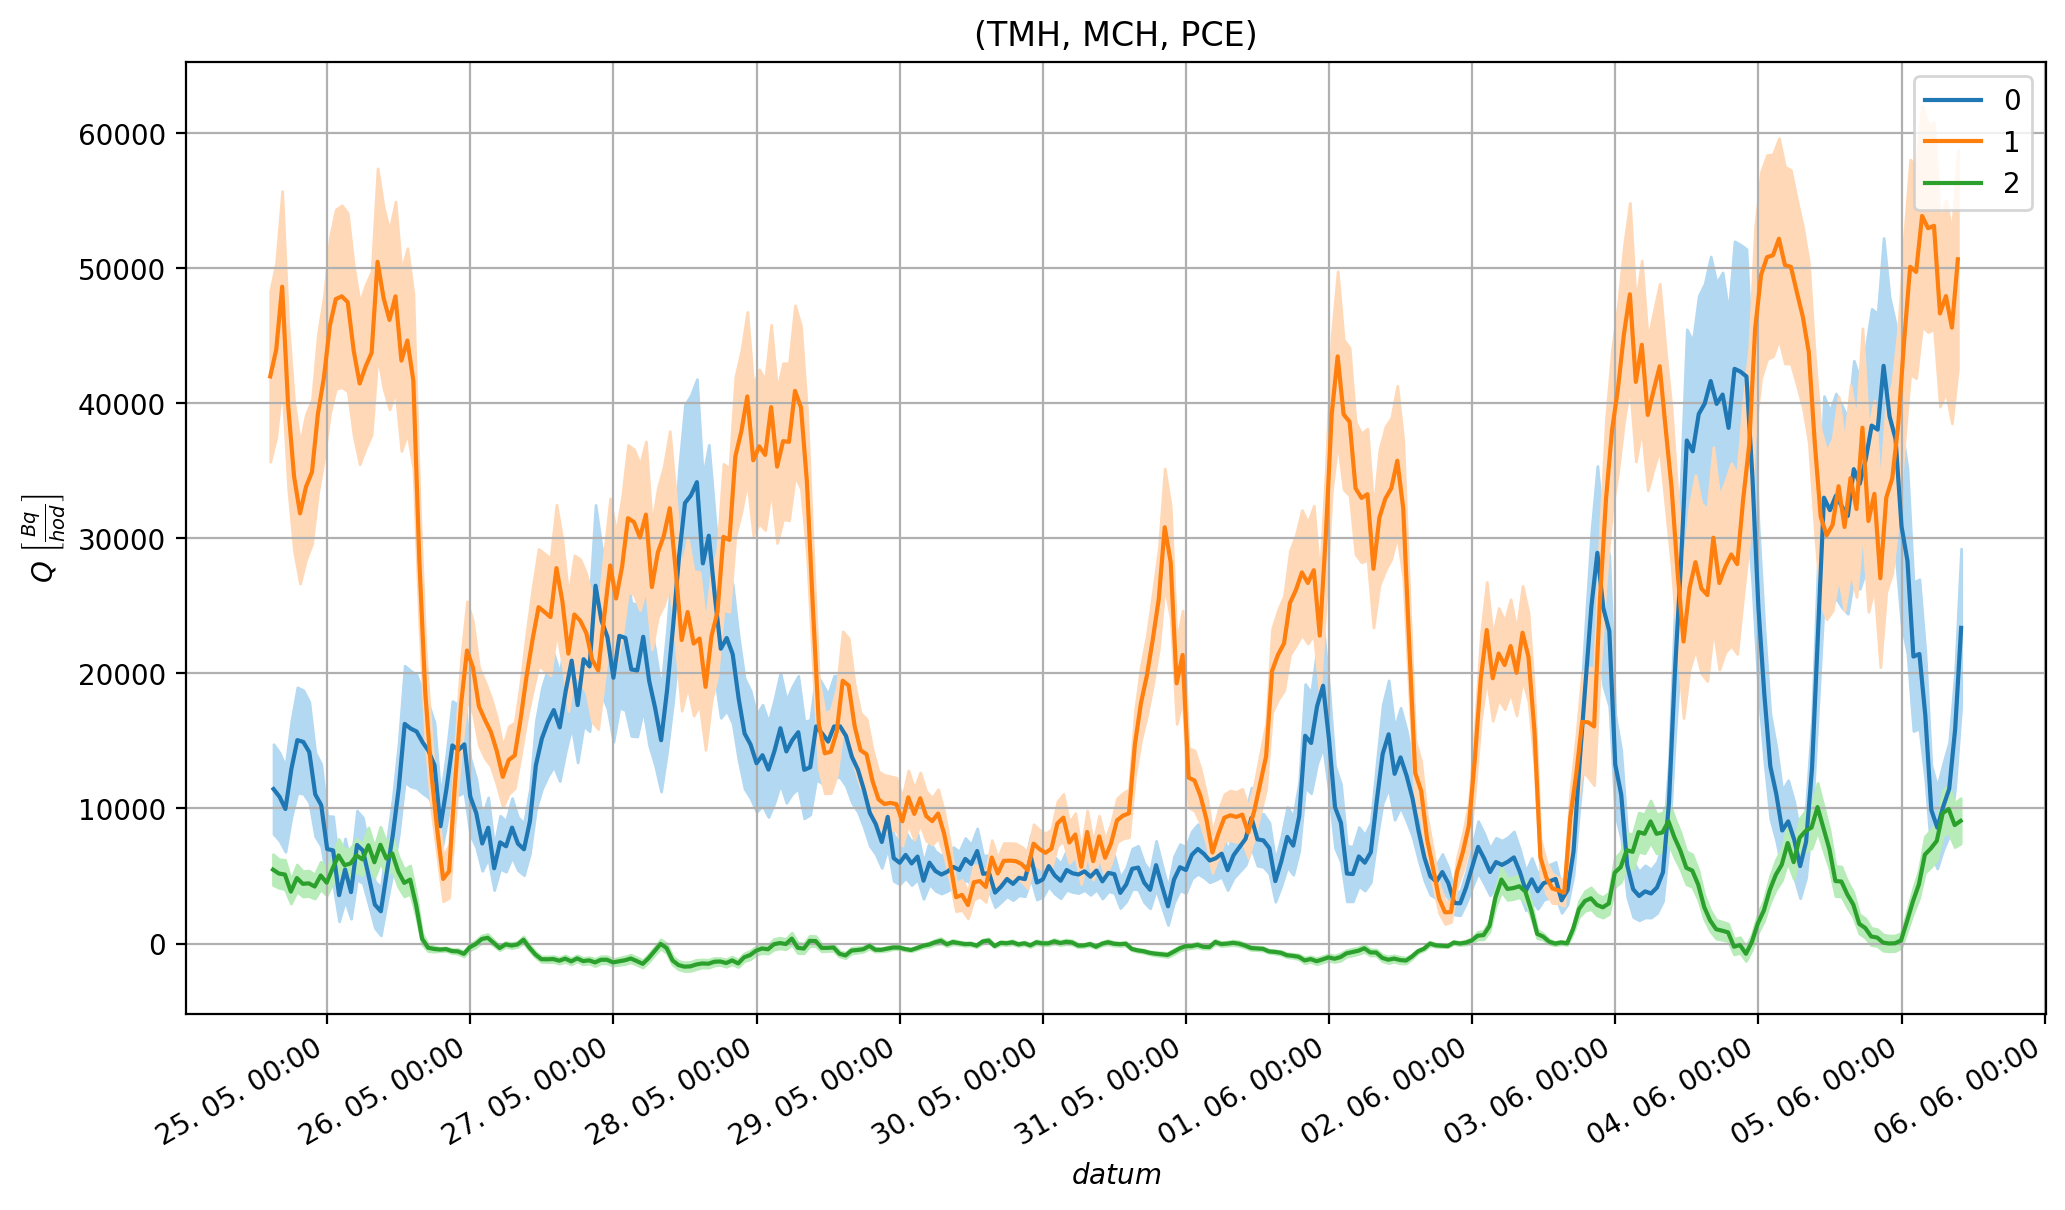 (TMH, MCH, PCE)
0
1
2
60000
50000
40000
30000
20000
10000
0
Q [Bq/hod]
25. 05. 00:00
26. 05. 00:00
27. 05. 00:00
28. 05. 00:00
29. 05. 00:00
30. 05. 00:00
31. 05. 00:00
01. 06. 00:00
02. 06. 00:00
03. 06. 00:00
04. 06. 00:00
05. 06. 00:00
06. 06. 00:00
datum